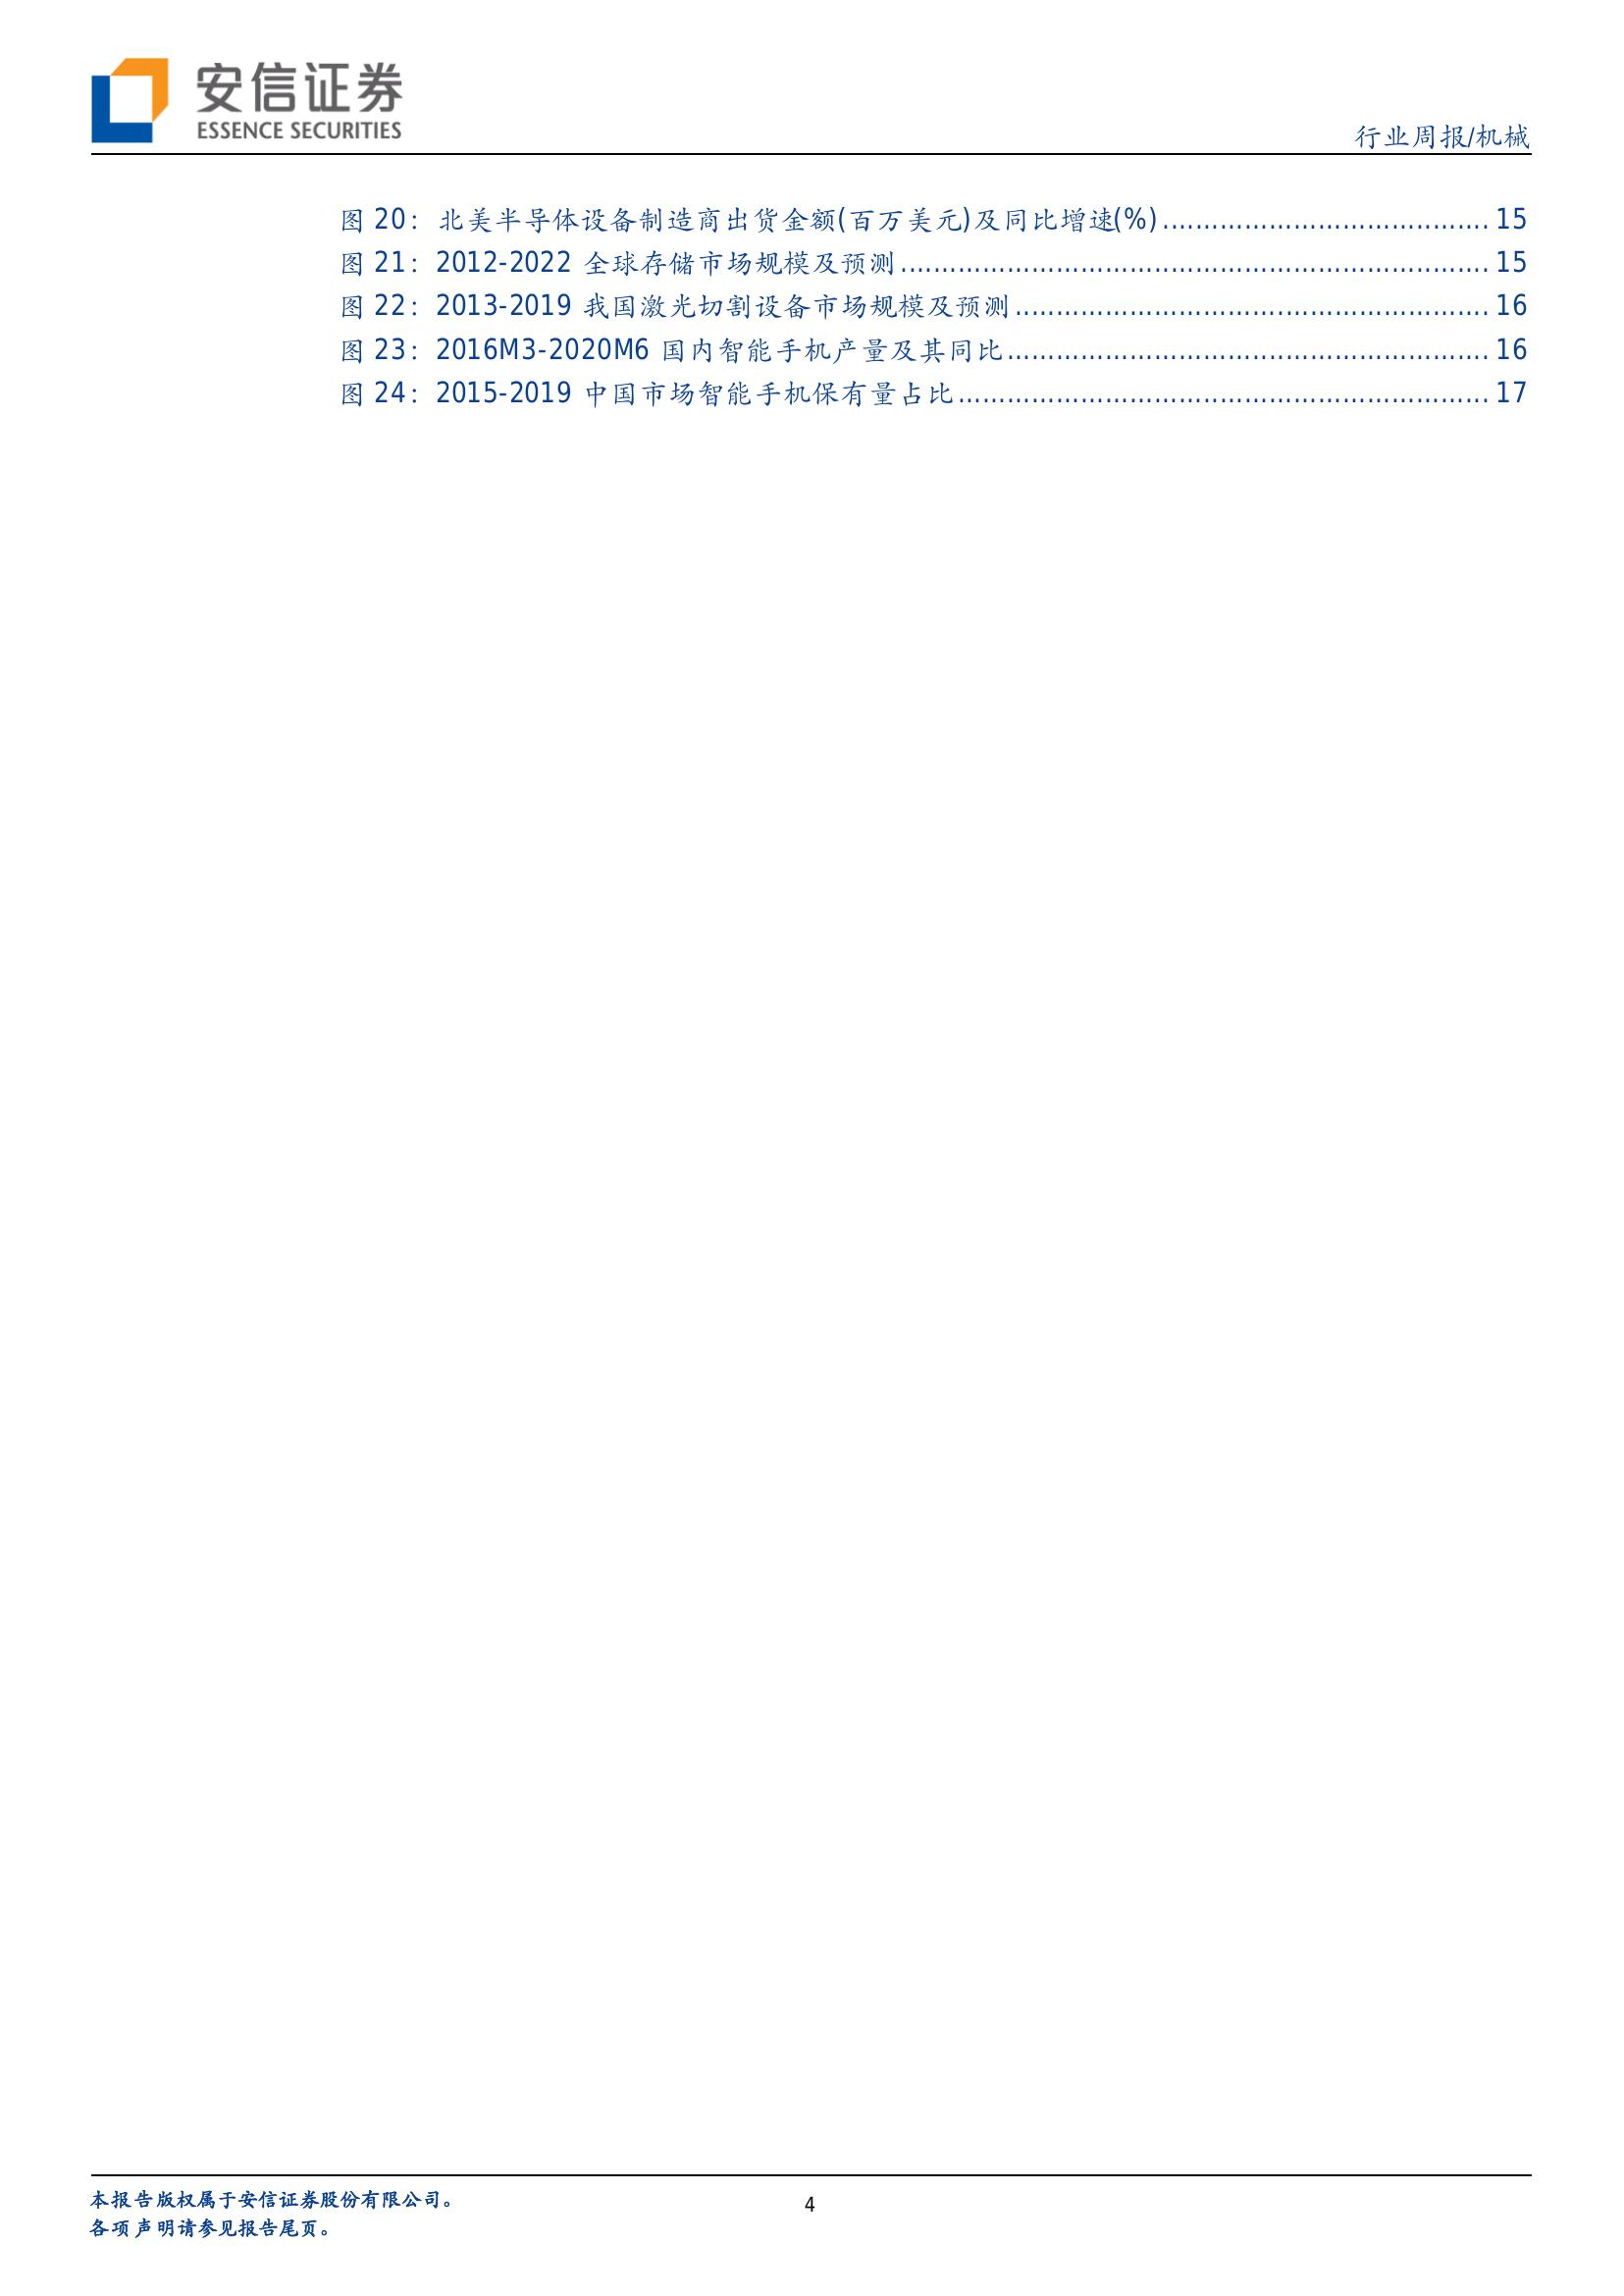 安信证券
ESSENCE SECURITIES
行业周报/机械
图 20：北美半导体设备制造商出货金额(百万美元)及同比增速(%)........................................ 15
图 21：2012-2022 全球存储市场规模及预测........................................................................ 15
图 22：2013-2019 我国激光切割设备市场规模及预测.......................................................... 16
图 23：2016M3-2020M6 国内智能手机产量及其同比........................................................... 16
图 24：2015-2019 中国市场智能手机保有量占比................................................................. 17
本报告版权属于安信证券股份有限公司。
各项声明请参见报告尾页。
4